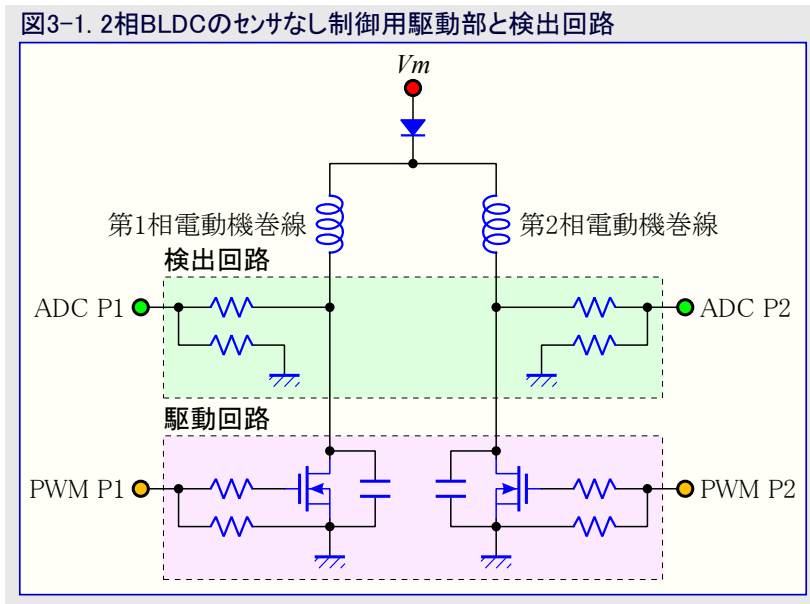 図3-1. 2相BLDCのセンサなし制御用駆動部と検出回路
Vm
第1相電動機巻線
第2相電動機巻線
検出回路
ADC P1
ADC P2
駆動回路
PWM P1
PWM P2